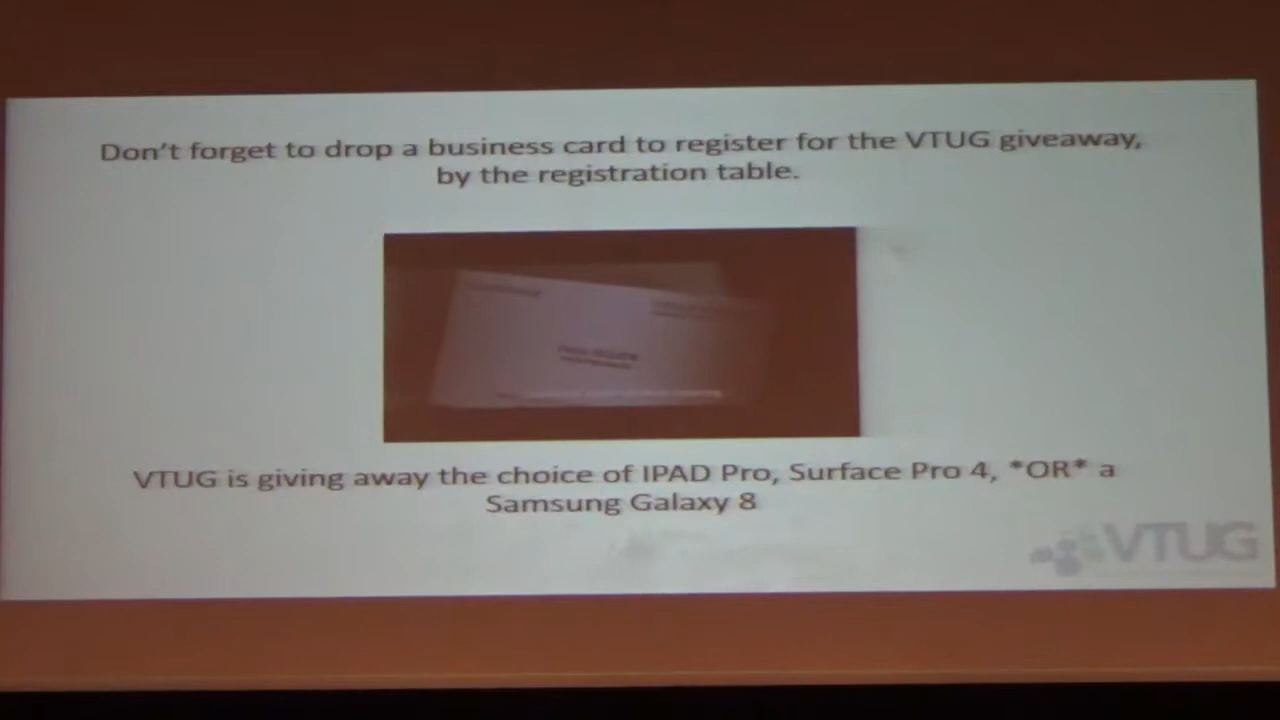 Don't forget to drop a business card to register for the VTUG giveaway,
by the registration table.
VTUG is giving away the choice of IPAD Pro, Surface Pro 4, *OR* a
Samsung Galaxy 8
VTUG